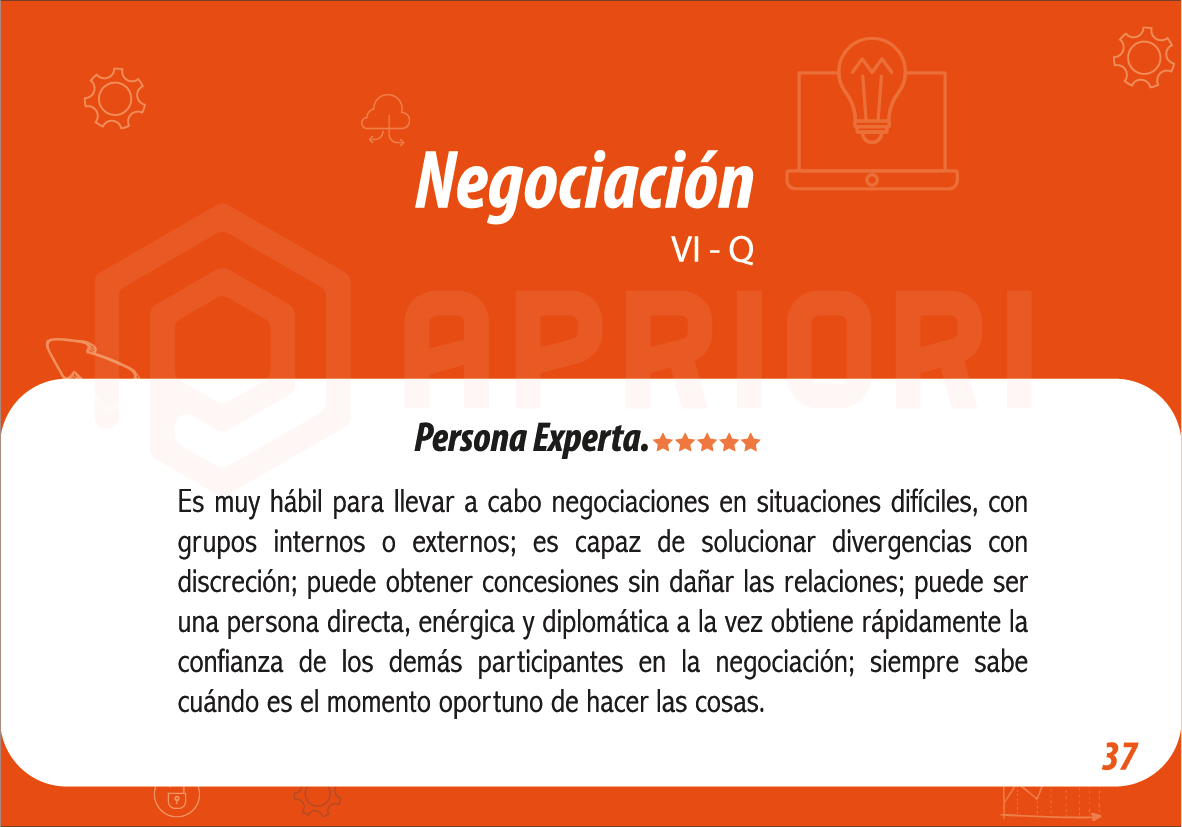 Negociación
VI - Q
APRIORI
Persona Experta.
Es muy hábil para llevar a cabo negociaciones en situaciones difíciles, con
grupos internos o externos; es capaz de solucionar divergencias con
discreción; puede obtener concesiones sin dañar las relaciones; puede ser
una persona directa, enérgica y diplomática a la vez obtiene rápidamente la
confianza de los demás participantes en la negociación; siempre sabe
cuándo es el momento oportuno de hacer las cosas.
37